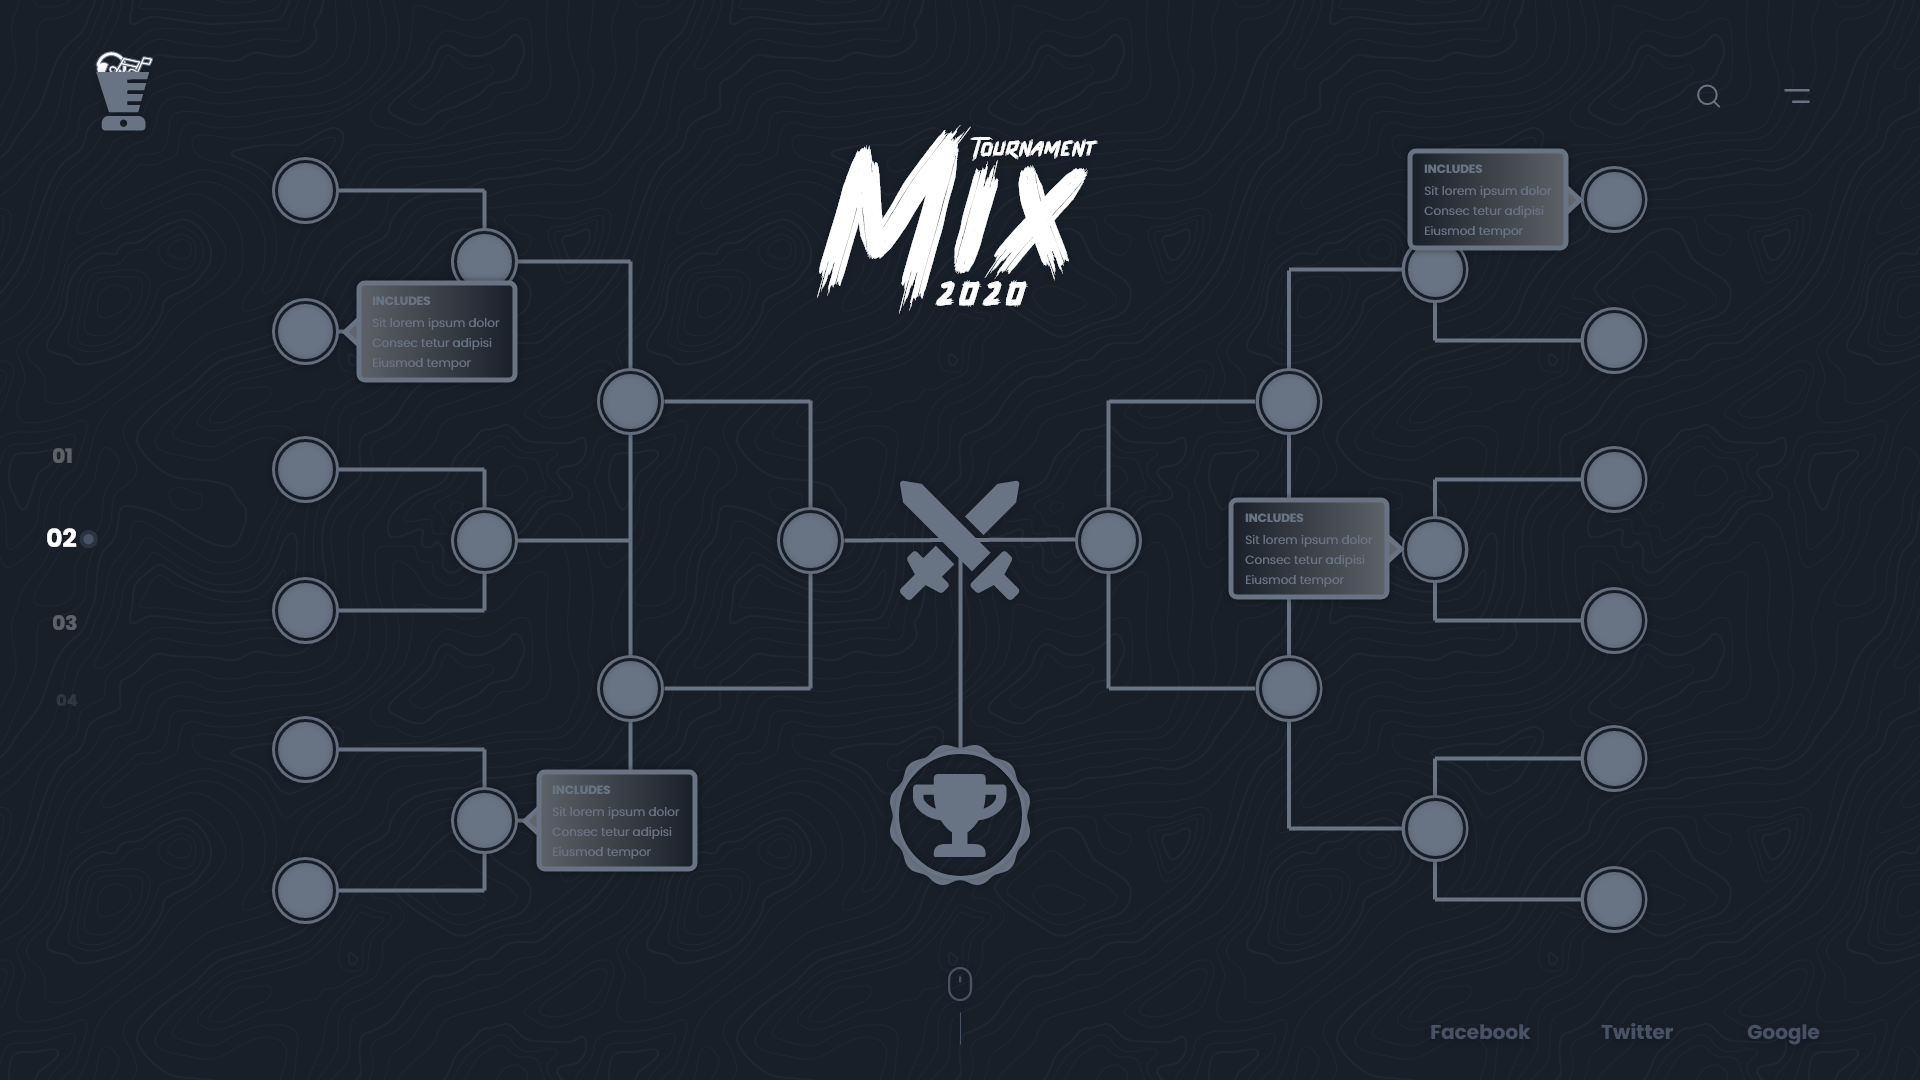 Tournament
Mix
2020
INCLUDES
Sit lorem ipsum dolor
Consec tetur adipisi
Eiusmod tempor
INCLUDES
Sit lorem ipsum dolor
Consec tetur adipisi
Eiusmod tempor
01
02
03
04
INCLUDES
Sit lorem ipsum dolor
Consec tetur adipisi
Eiusmod tempor
INCLUDES
Sit lorem ipsum dolor
Consec tetur adipisi
Eiusmod tempor
Facebook
Twitter
Google